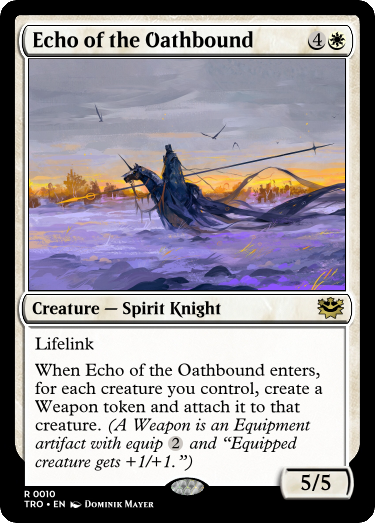 Echo of the Oathbound 4
Creature — Spirit Knight
Lifelink
When Echo of the Oathbound enters,
for each creature you control, create a
Weapon token and attach it to that
creature. (A Weapon is an Equipment
artifact with equip 2 and “Equipped
creature gets +1/+1.”)
5/5
R 0010
TRO • EN Dominik Mayer